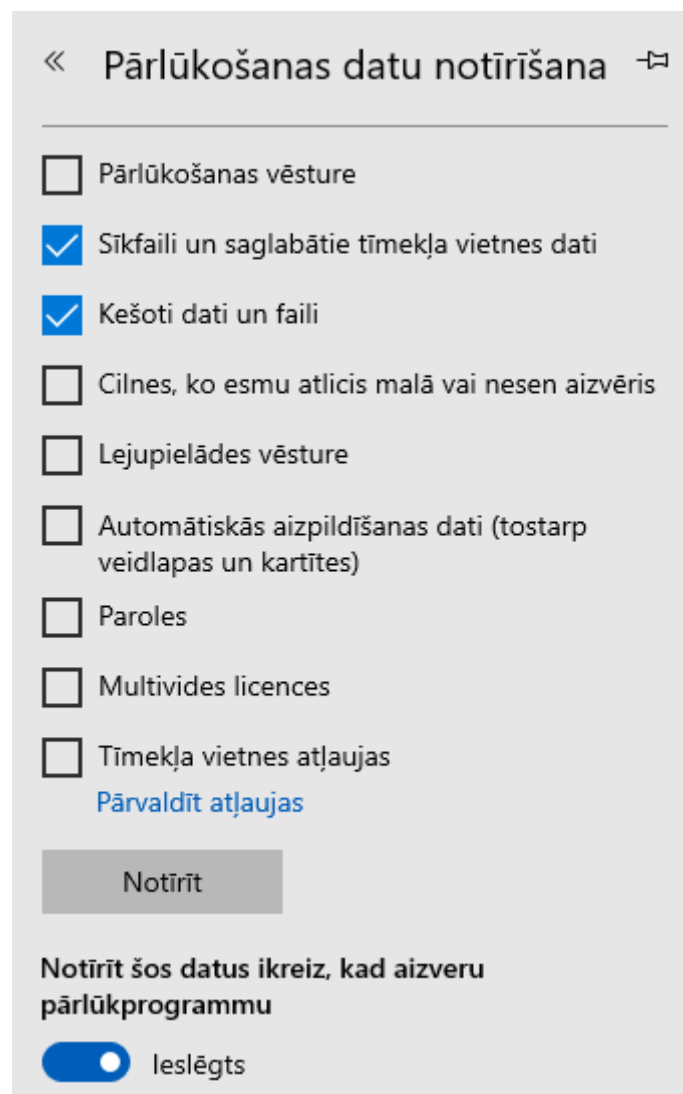 Pārlūkošanas datu notīrīšana
Pārlūkošanas vēsture
Sīkfaili un saglabātie tīmekļa vietnes dati
Kešoti dati un faili
Cilnes, ko esmu atlicis malā vai nesen aizvēris
Lejupielādes vēsture
Automātiskās aizpildīšanas dati (tostarp
veidlapas un kartītes)
Paroles
Multivides licences
Tīmekļa vietnes atļaujas
Pārvaldīt atļaujas
Notīrīt
Notīrīt šos datus ikreiz, kad aizveru
pārlūkprogrammu
Ieslēgts